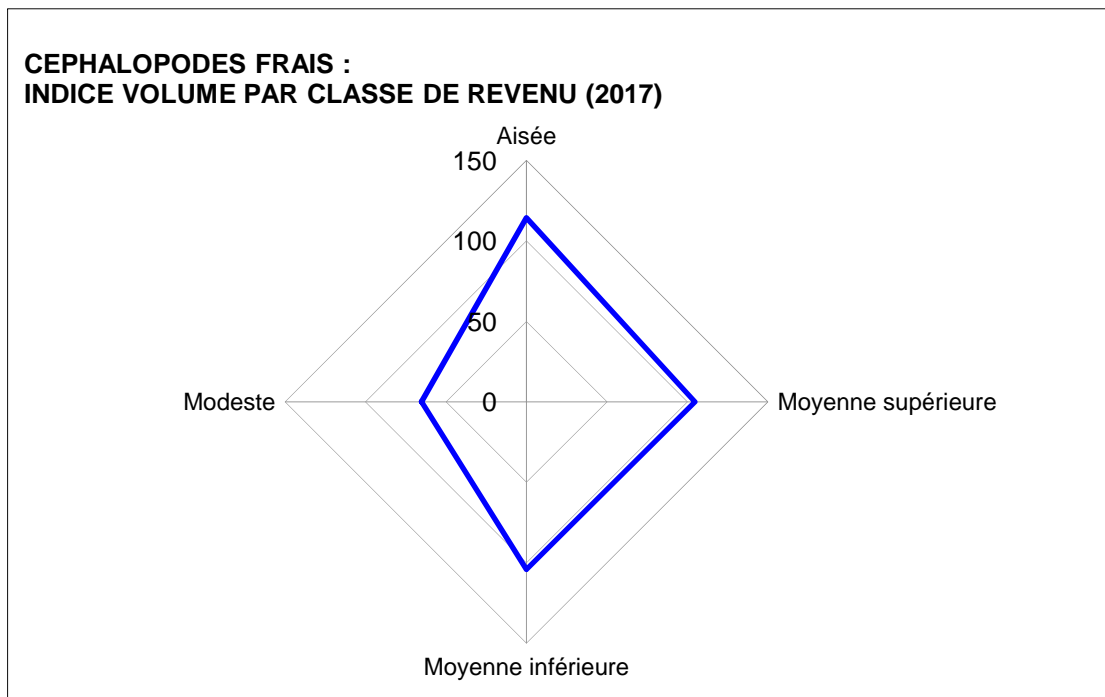 CEPHALOPODES FRAIS :
INDICE VOLUME PAR CLASSE DE REVENU (2017)
Aisée
150
100
50
Modeste
0
Moyenne supérieure
Moyenne inférieure